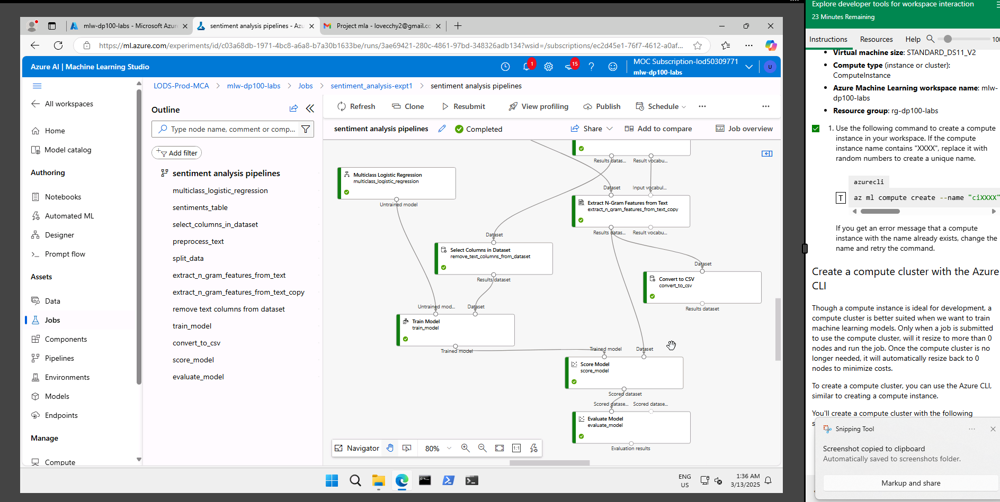 mlw-dp100-labs - Microsoft Azur
sentiment analysis pipelines - Azu
Project mla - lovecchy2@gmail.co
https://ml.azure.com/experiments/id/c03a68db-1971-4bc8-a6a8-b7a30b1633be/runs/3ae69421-280c-4861-97bd-348326adb134?wsid=/subscriptions/ec2d45e1-76f7-4612-a0af...
Azure AI | Machine Learning Studio
1
15
MOC Subscription-lod50309771
mlw-dp100-labs
U
All workspaces
Home
Model catalog
Authoring
Notebooks
Automated ML
Designer
Prompt flow
Assets
Data
Jobs
Components
Pipelines
Environments
Models
Endpoints
Manage
Compute
LODS-Prod-MCA > mlw-dp100-labs > Jobs > sentiment_analysis-expt1 > sentiment analysis pipelines
Outline
Type node name, comment or comp...
Add filter
sentiment analysis pipelines
multiclass_logistic_regression
sentiments_table
select_columns_in_dataset
preprocess_text
split_data
extract_n_gram_features_from_text
extract_n_gram_features_from_text_copy
remove text columns from dataset
train_model
convert_to_csv
score_model
evaluate_model
Refresh
Clone
Resubmit
View profiling
Publish
Schedule
sentiment analysis pipelines
Completed
Share
Add to compare
Job overview
Results datas...
Result vocabu...
Multiclass Logistic Regression
multiclass_logistic_regression
Untrained model
Dataset
Input vocabul...
Extract N-Gram Features from Text
extract_n_gram_features_from_text_copy
Results datas...
Result vocabu...
Dataset
Select Columns in Dataset
remove_text_columns_from_dataset
Results dataset
Dataset
Convert to CSV
convert_to_csv
Results dataset
Untrained mod...
Dataset
Train Model
train_model
Trained model
Trained model
Dataset
Score Model
score_model
Scored dataset
Scored datase...
Scored datase...
Evaluate Model
evaluate_model
Evaluation results
Navigator
80%
1:1
ENG
US
1:36 AM
3/13/2025
Explore developer tools for workspace interaction
23 Minutes Remaining
Instructions
Resources
Help
100
• Virtual machine size: STANDARD_DS11_V2
• Compute type (instance or cluster):
ComputeInstance
• Azure Machine Learning workspace name: mlw-
dp100-labs
• Resource group: rg-dp100-labs
1. Use the following command to create a compute
instance in your workspace. If the compute
instance name contains "XXXX", replace it with
random numbers to create a unique name.
azurecli
T
az ml compute create --name "ciXXXX"
If you get an error message that a compute
instance with the name already exists, change the
name and retry the command.
Create a compute cluster with the Azure
CLI
Though a compute instance is ideal for development, a
compute cluster is better suited when we want to train
machine learning models. Only when a job is submitted
to use the compute cluster, will it resize to more than 0
nodes and run the job. Once the compute cluster is no
longer needed, it will automatically resize back to 0
nodes to minimize costs.
To create a compute cluster, you can use the Azure CLI,
similar to creating a compute instance.
You'll create a compute cluster with the following
Snipping Tool
Screenshot copied to clipboard
Automatically saved to screenshots folder.
Markup and share